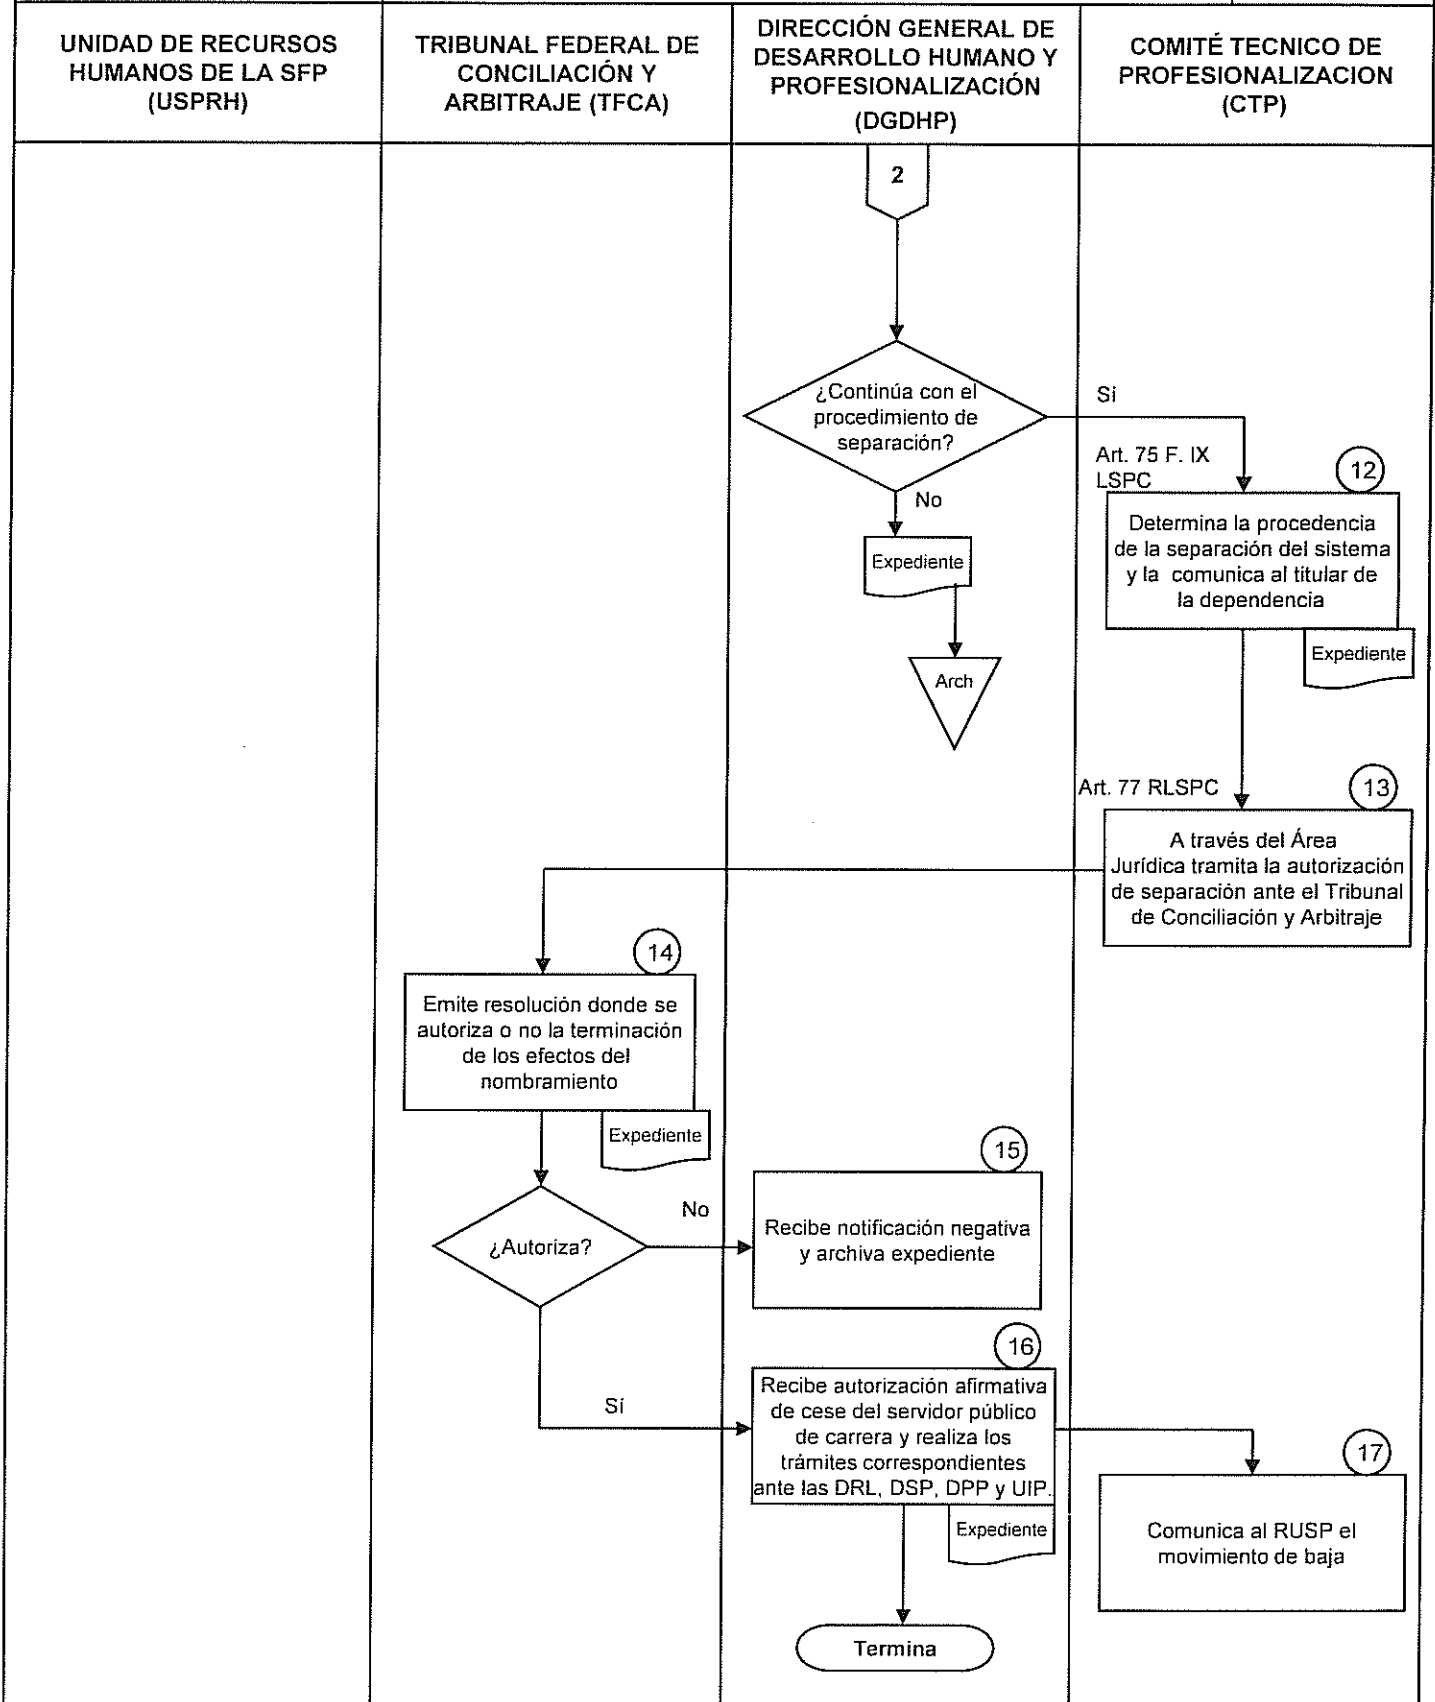 UNIDAD DE RECURSOS
HUMANOS DE LA SFP
(USPRH)
TRIBUNAL FEDERAL DE
CONCILIACIÓN Y
ARBITRAJE (TFCA)
DIRECCIÓN GENERAL DE
DESARROLLO HUMANO Y
PROFESIONALIZACIÓN
(DGDHP)
COMITÉ TECNICO DE
PROFESIONALIZACION
(CTP)
2
¿Continúa con el
procedimiento de
separación?
Sí
No
Expediente
Arch
Art. 75 F. IX
LSPC
12
Determina la procedencia
de la separación del sistema
y la comunica al titular de
la dependencia
Expediente
Art. 77 RLSPC
13
A través del Área
Jurídica tramita la autorización
de separación ante el Tribunal
de Conciliación y Arbitraje
14
Emite resolución donde se
autoriza o no la terminación
de los efectos del
nombramiento
Expediente
¿Autoriza?
No
15
Recibe notificación negativa
y archiva expediente
Sí
16
Recibe autorización afirmativa
de cese del servidor público
de carrera y realiza los
trámites correspondientes
ante las DRL, DSP, DPP y UIP.
Expediente
17
Comunica al RUSP el
movimiento de baja
Termina